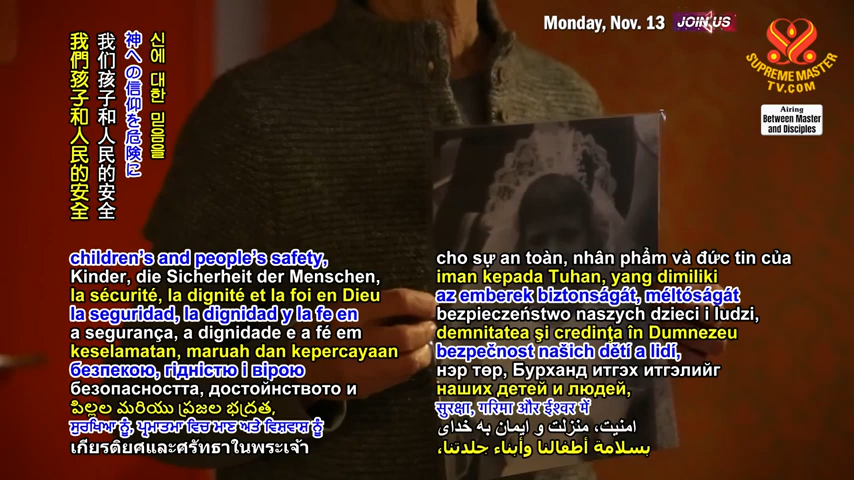 Monday, Nov. 13
JOIN US
SUPREME MASTER
TV.COM
Airing
Between Master
and Disciples
신에 대한 믿음을
神への信仰を危険に
我们孩子和人民的安全
我們孩子和人民的安全
children's and people's safety,
Kinder, die Sicherheit der Menschen,
la sécurité, la dignité et la foi en Dieu
la seguridad, la dignidad y la fe en
a segurança, a dignidade e a fé em
keselamatan, maruah dan kepercayaan
безпекою, гідністю і вірою
безопасността, достойнството и
పిల్లల మరియు ప్రజల భద్రత,
ਸੁਰਖਿਆ ਨੂੰ, ਪ੍ਰਮਾਤਮਾ ਵਿਚ ਮਾਣ ਅਤੇ ਵਿਸ਼ਵਾਸ਼ ਨੂੰ
เกียรติยศและศรัทธาในพระเจ้า
cho sự an toàn, nhân phẩm và đức tin của
iman kepada Tuhan, yang dimiliki
az emberek biztonságát, méltóságát
bezpieczeństwo naszych dzieci i ludzi,
demnitatea şi credinţa în Dumnezeu
bezpečnost našich dětí a lidí,
нэр төр, Бурханд итгэх итгэлийг
наших детей и людей,
सुरक्षा, गरिमा और ईश्वर में
امنیت، منزلت و ایمان به خدای
بسلامة أطفالنا وأبناء جلدتنا،